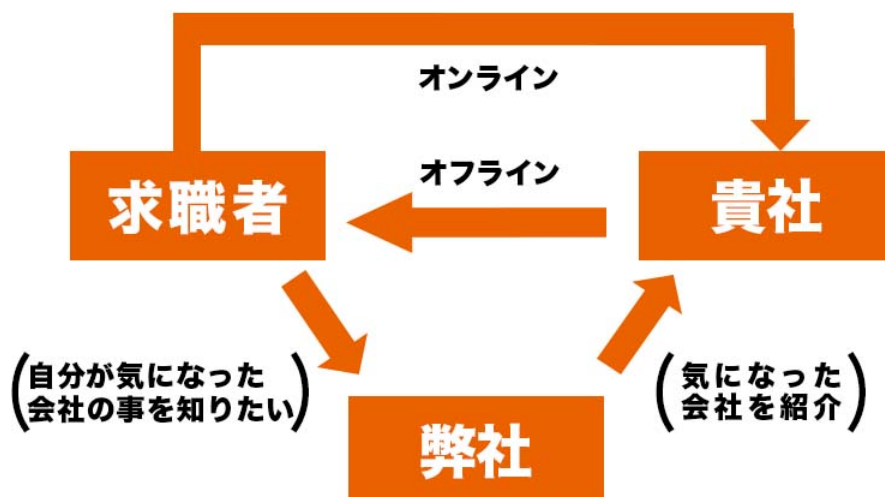 オンライン
オフライン
求職者
貴社
(自分が気になった
会社の事を知りたい)
(気になった
会社を紹介)
弊社